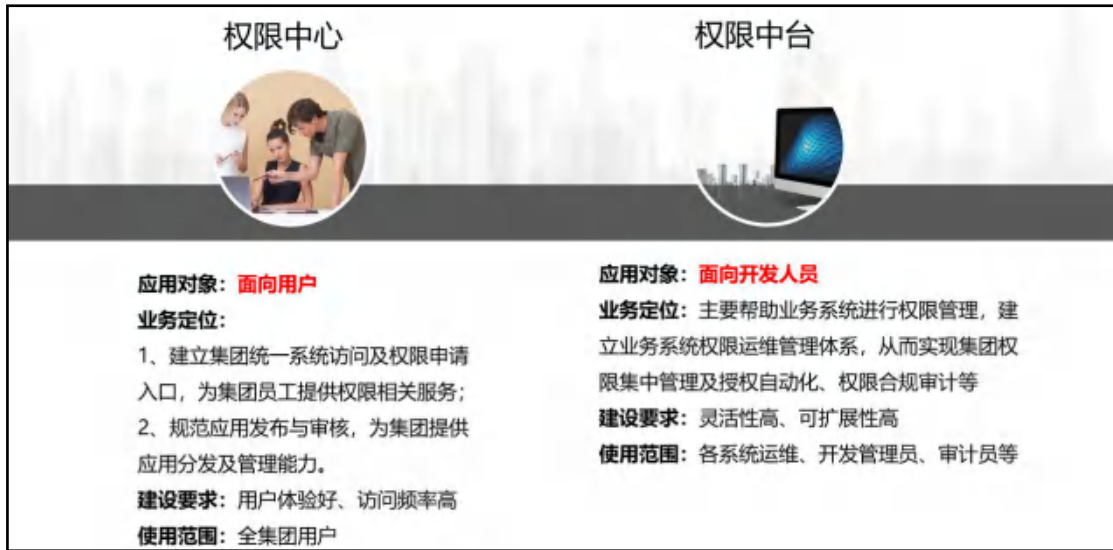 权限中心
应用对象：面向用户
业务定位：
1、建立集团统一系统访问及权限申请
入口，为集团员工提供权限相关服务；
2、规范应用发布与审核，为集团提供
应用分发及管理能力。
建设要求：用户体验好、访问频率高
使用范围：全集团用户
权限中台
应用对象：面向开发人员
业务定位：主要帮助业务系统进行权限管理，建
立业务系统权限运维管理体系，从而实现集团权
限集中管理及授权自动化、权限合规审计等
建设要求：灵活性高、可扩展性高
使用范围：各系统运维、开发管理员、审计员等